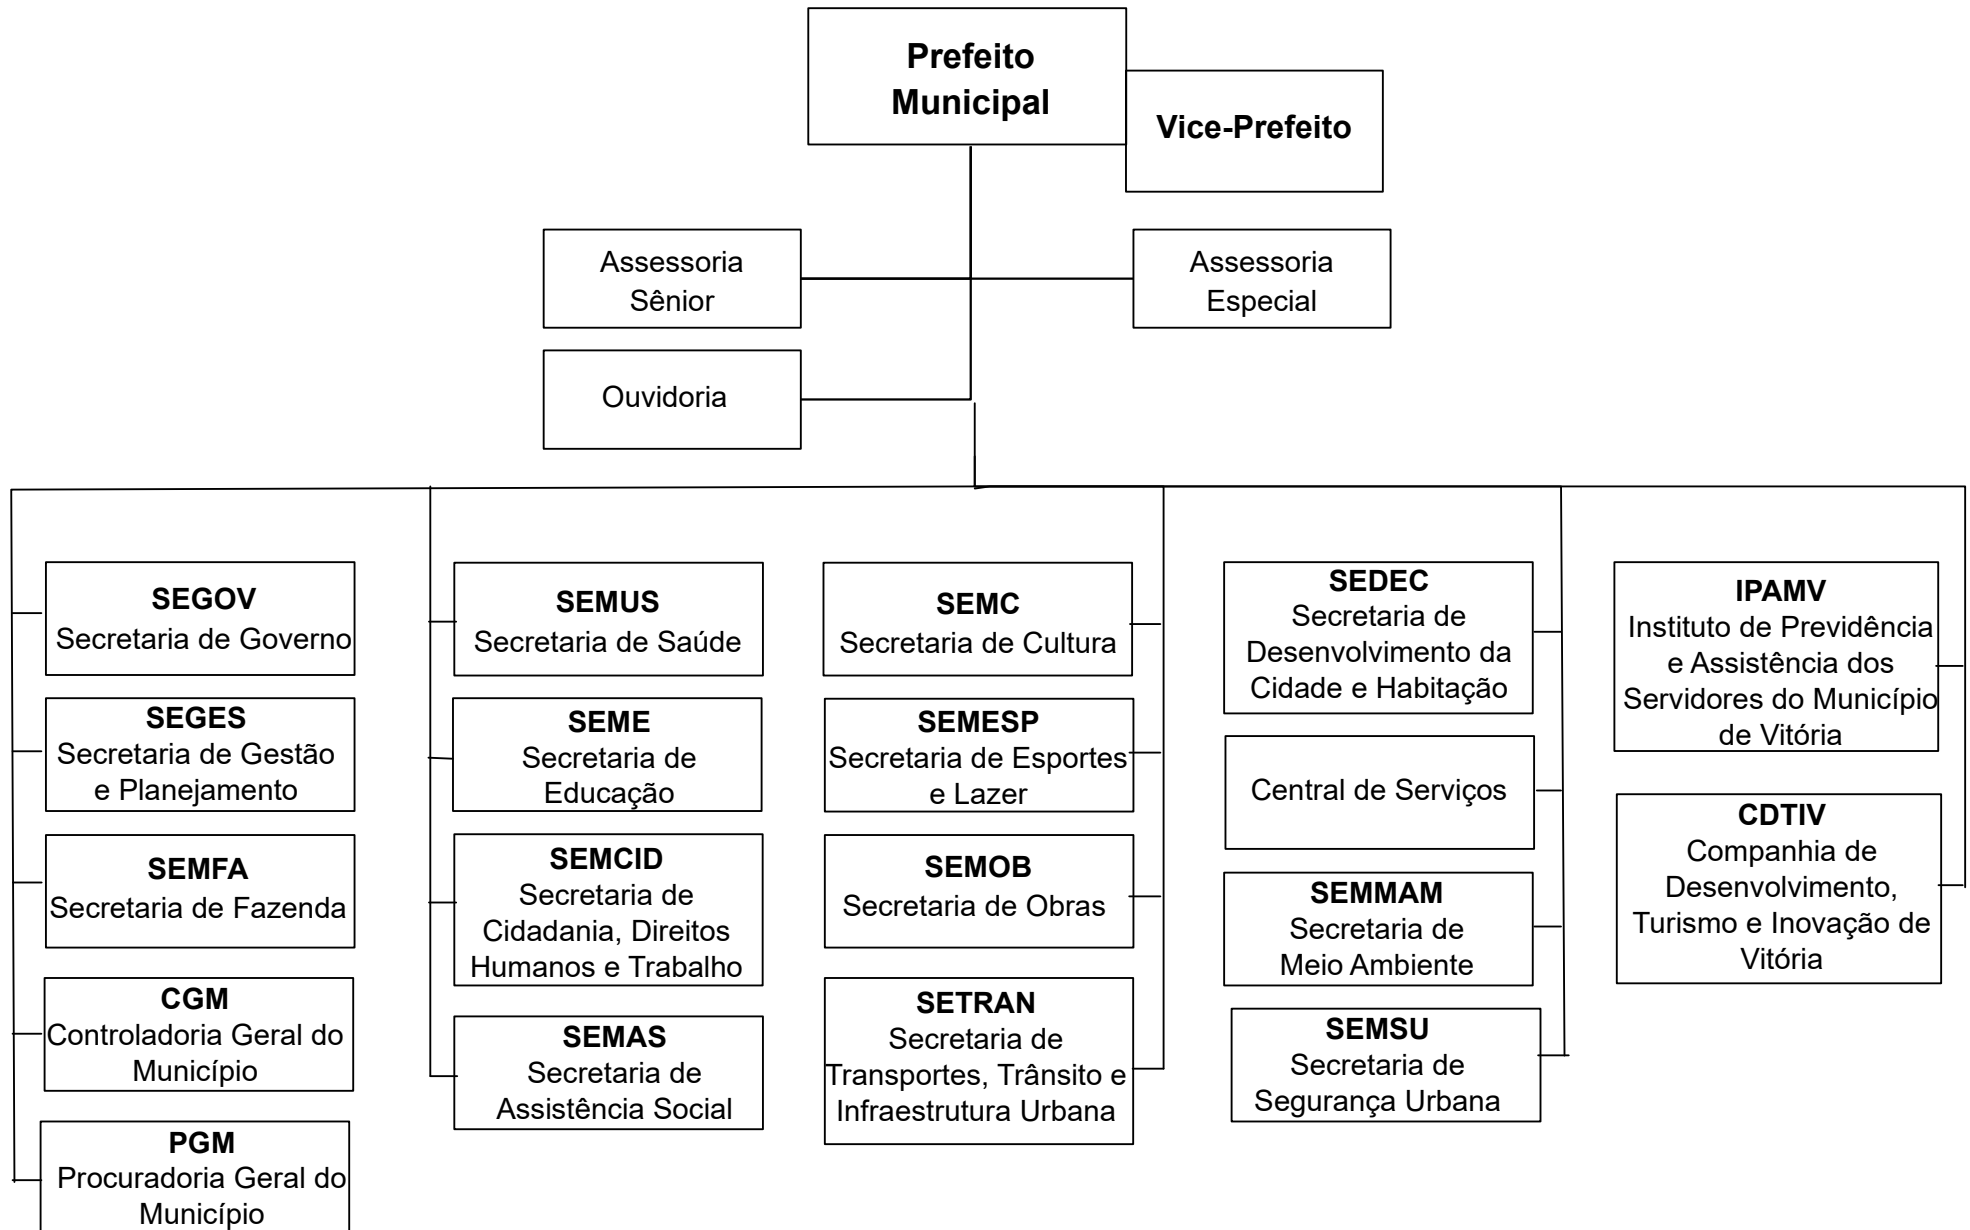 Prefeito
Municipal
Vice-Prefeito
Assessoria
Sênior
Assessoria
Especial
Ouvidoria
SEGOV
Secretaria de Governo
SEGES
Secretaria de Gestão
e Planejamento
SEMFA
Secretaria de Fazenda
CGM
Controladoria Geral do
Município
PGM
Procuradoria Geral do
Município
SEMUS
Secretaria de Saúde
SEME
Secretaria de
Educação
SEMCID
Secretaria de
Cidadania, Direitos
Humanos e Trabalho
SEMAS
Secretaria de
Assistência Social
SEMC
Secretaria de Cultura
SEMESP
Secretaria de Esportes
e Lazer
SEMOB
Secretaria de Obras
SETRAN
Secretaria de
Transportes, Trânsito e
Infraestrutura Urbana
SEDEC
Secretaria de
Desenvolvimento da
Cidade e Habitação
Central de Serviços
SEMMAM
Secretaria de
Meio Ambiente
SEMSU
Secretaria de
Segurança Urbana
IPAMV
Instituto de Previdência
e Assistência dos
Servidores do Município
de Vitória
CDTIV
Companhia de
Desenvolvimento,
Turismo e Inovação de
Vitória